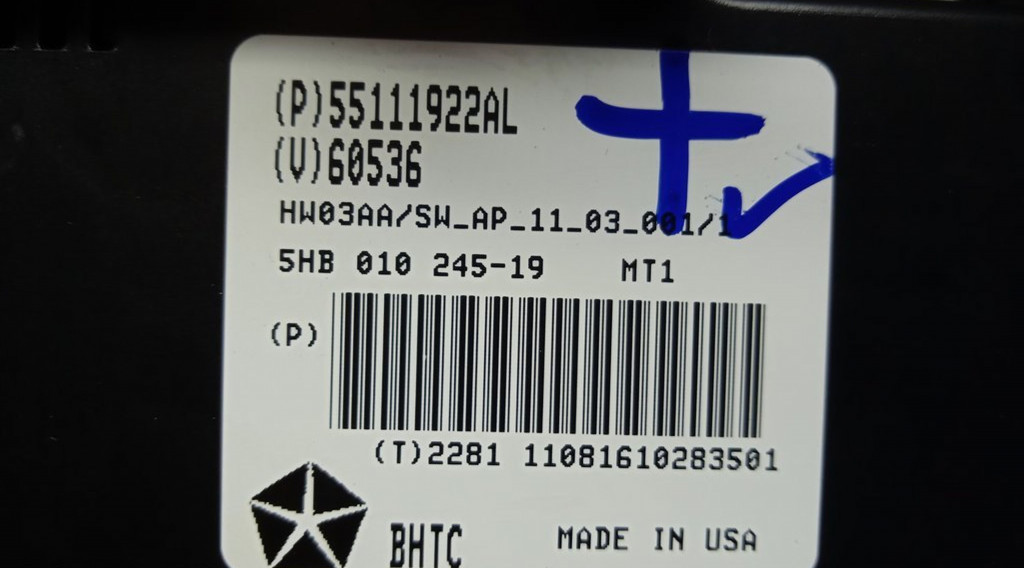 (P)55111922AL
(V)60536
HW03AA/SW_AP_11_03_001/1
5HB 010 245-19 MT1
(P)
(T)2281 11081610283501
BHTC MADE IN USA